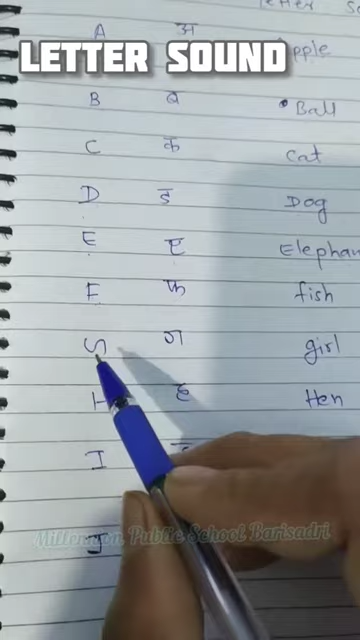 letter
A अ Apple
LETTER SOUND
B ब Ball
C क Cat
D ड Dog
E ए Elephan
F फ fish
ग girl
H ह Hen
I
J
Millennium Public School Barisadri